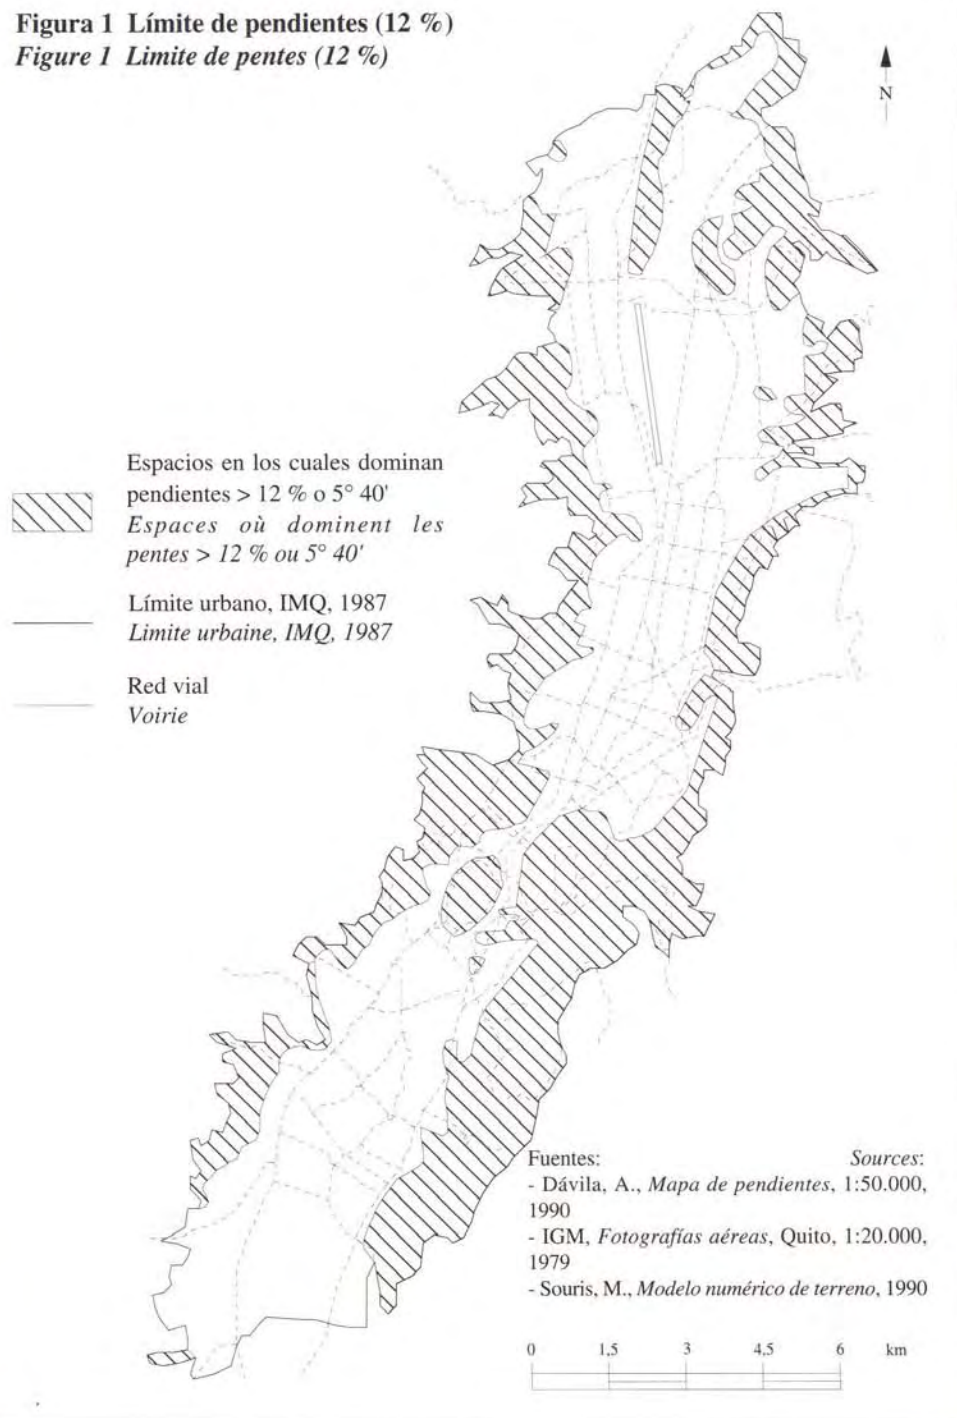 Figura 1 Límite de pendientes (12 %)
Figure 1 Limite de pentes (12 %)
N
Espacios en los cuales dominan
pendientes > 12 % o 5° 40'
Espaces où dominent les
pentes > 12 % ou 5° 40'
Límite urbano, IMQ, 1987
Limite urbaine, IMQ, 1987
Red vial
Voirie
Fuentes: Sources:
- Dávila, A., Mapa de pendientes, 1:50.000,
1990
- IGM, Fotografías aéreas, Quito, 1:20.000,
1979
- Souris, M., Modelo numérico de terreno, 1990
0 1,5 3 4,5 6 km